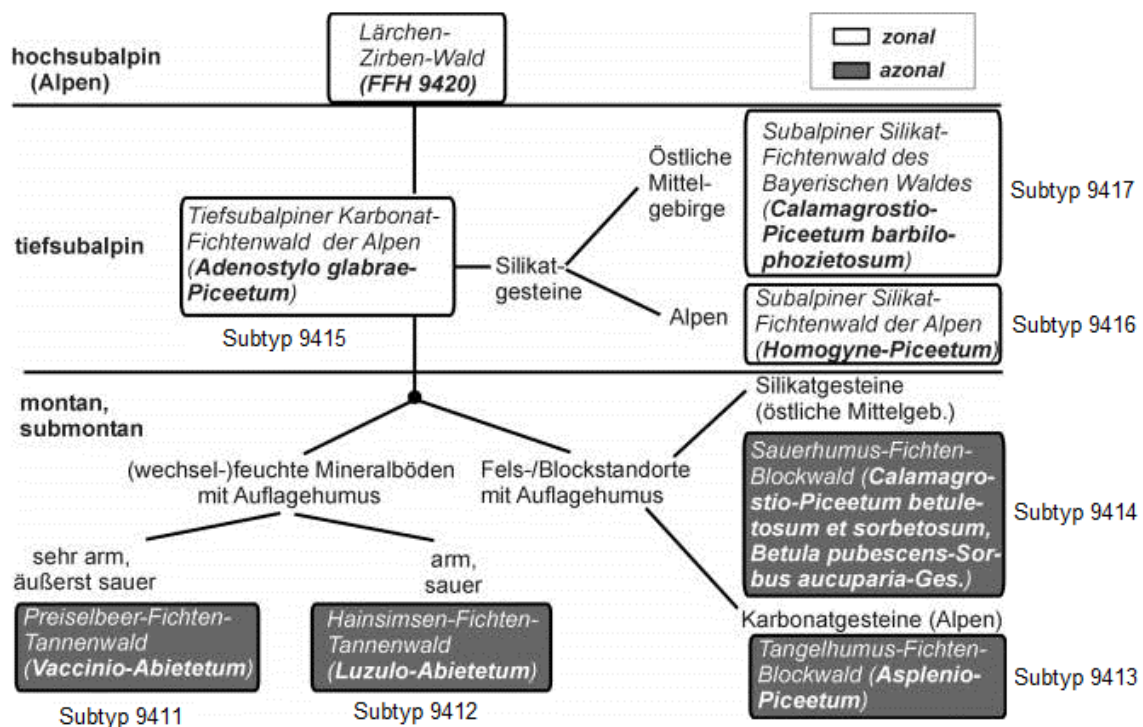 hochsubalpin
(Alpen)
Lärchen-
Zirben-Wald
(FFH 9420)
zonal
azonal
tiefsubalpin
Tiefsubalpiner Karbonat-
Fichtenwald der Alpen
(Adenostylo glabrae-
Piceetum)
Subtyp 9415
Silikat-
gesteine
Östliche
Mittel-
gebirge
Alpen
Subalpiner Silikat-
Fichtenwald des
Bayerischen Waldes
(Calamagrostio-
Piceetum barbilo-
phozietosum)
Subtyp 9417
Subalpiner Silikat-
Fichtenwald der Alpen
(Homogyne-Piceetum)
Subtyp 9416
montan,
submontan
(wechsel-)feuchte Mineralböden
mit Auflagehumus
Fels-/Blockstandorte
mit Auflagehumus
sehr arm,
äußerst sauer
arm,
sauer
Preiselbeer-Fichten-
Tannenwald
(Vaccinio-Abietetum)
Subtyp 9411
Hainsimsen-Fichten-
Tannenwald
(Luzulo-Abietetum)
Subtyp 9412
Silikatgesteine
(östliche Mittelgeb.)
Sauerhumus-Fichten-
Blockwald (Calamagro-
stio-Piceetum betule-
tosum et sorbetosum,
Betula pubescens-Sor-
bus aucuparia-Ges.)
Subtyp 9414
Karbonatgesteine (Alpen)
Tangelhumus-Fichten-
Blockwald (Asplenio-
Piceetum)
Subtyp 9413